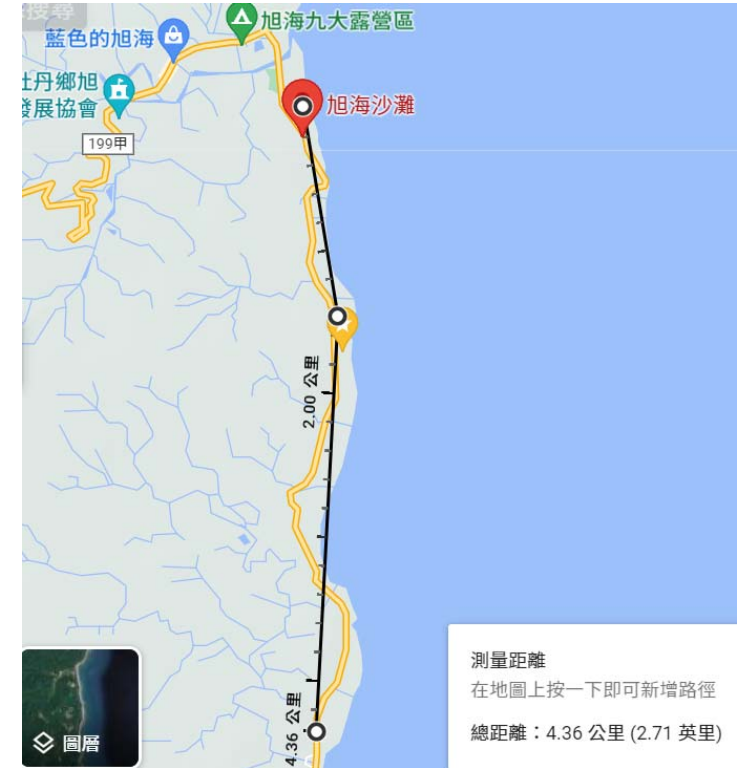 搜尋
旭海九大露營區
藍色的旭海
牡丹鄉旭
發展協會
旭海沙灘
199甲
2.00 公里
4.36 公里
圖層
測量距離
在地圖上按一下即可新增路徑
總距離：4.36 公里 (2.71 英里)